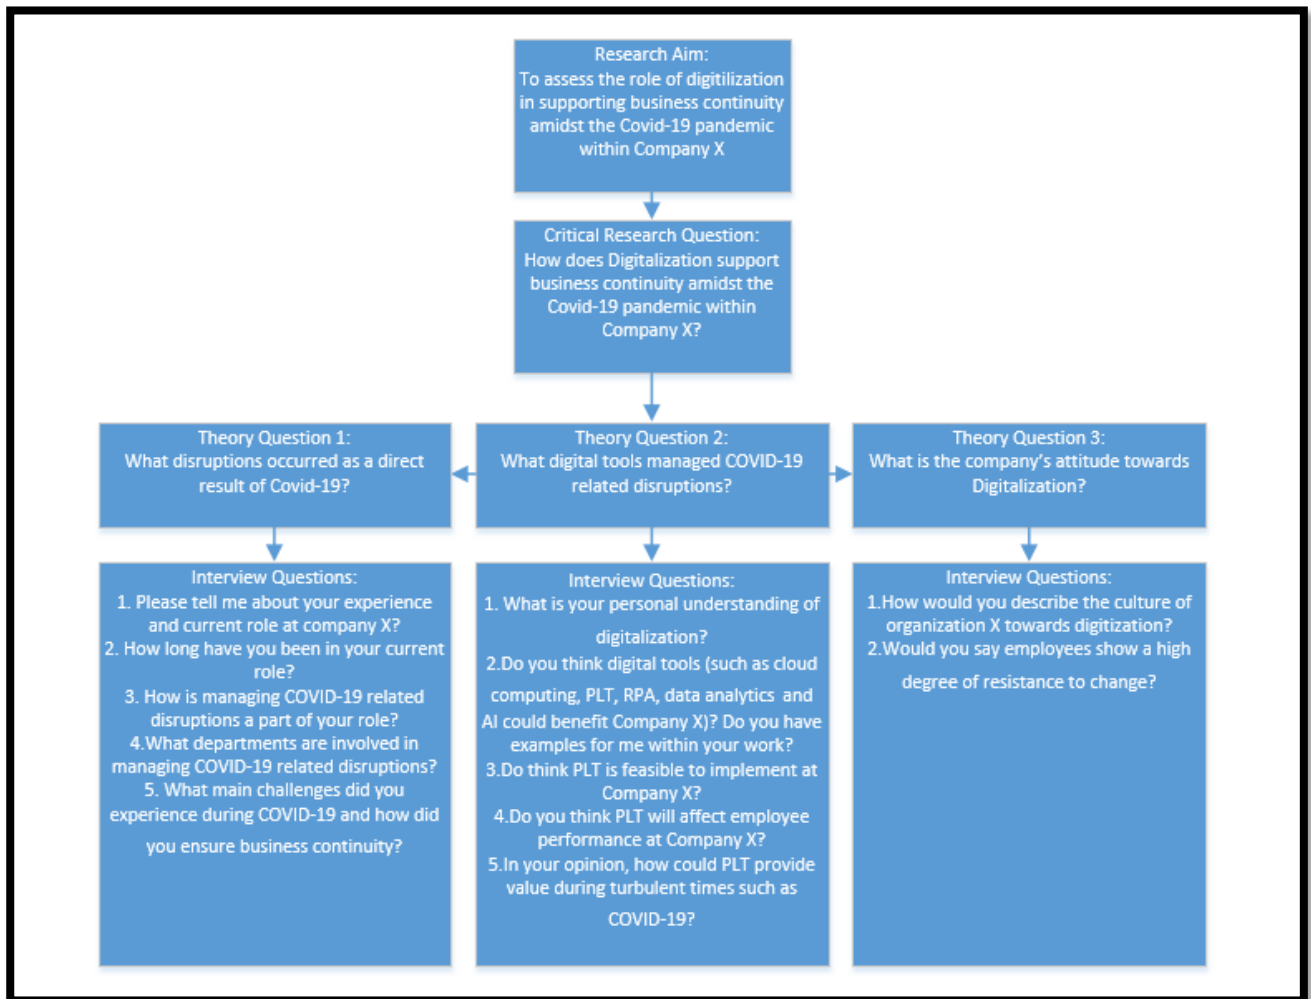 Research Aim:
To assess the role of digitilization
in supporting business continuity
amidst the Covid-19 pandemic
within Company X
Critical Research Question:
How does Digitalization support
business continuity amidst the
Covid-19 pandemic within
Company X?
Theory Question 1:
What disruptions occurred as a direct
result of Covid-19?
Theory Question 2:
What digital tools managed COVID-19
related disruptions?
Theory Question 3:
What is the company’s attitude towards
Digitalization?
Interview Questions:
1. Please tell me about your experience
and current role at company X?
2. How long have you been in your current
role?
3. How is managing COVID-19 related
disruptions a part of your role?
4.What departments are involved in
managing COVID-19 related disruptions?
5. What main challenges did you
experience during COVID-19 and how did
you ensure business continuity?
Interview Questions:
1. What is your personal understanding of
digitalization?
2.Do you think digital tools (such as cloud
computing, PLT, RPA, data analytics and
AI could benefit Company X)? Do you have
examples for me within your work?
3.Do think PLT is feasible to implement at
Company X?
4.Do you think PLT will affect employee
performance at Company X?
5.In your opinion, how could PLT provide
value during turbulent times such as
COVID-19?
Interview Questions:
1.How would you describe the culture of
organization X towards digitization?
2.Would you say employees show a high
degree of resistance to change?